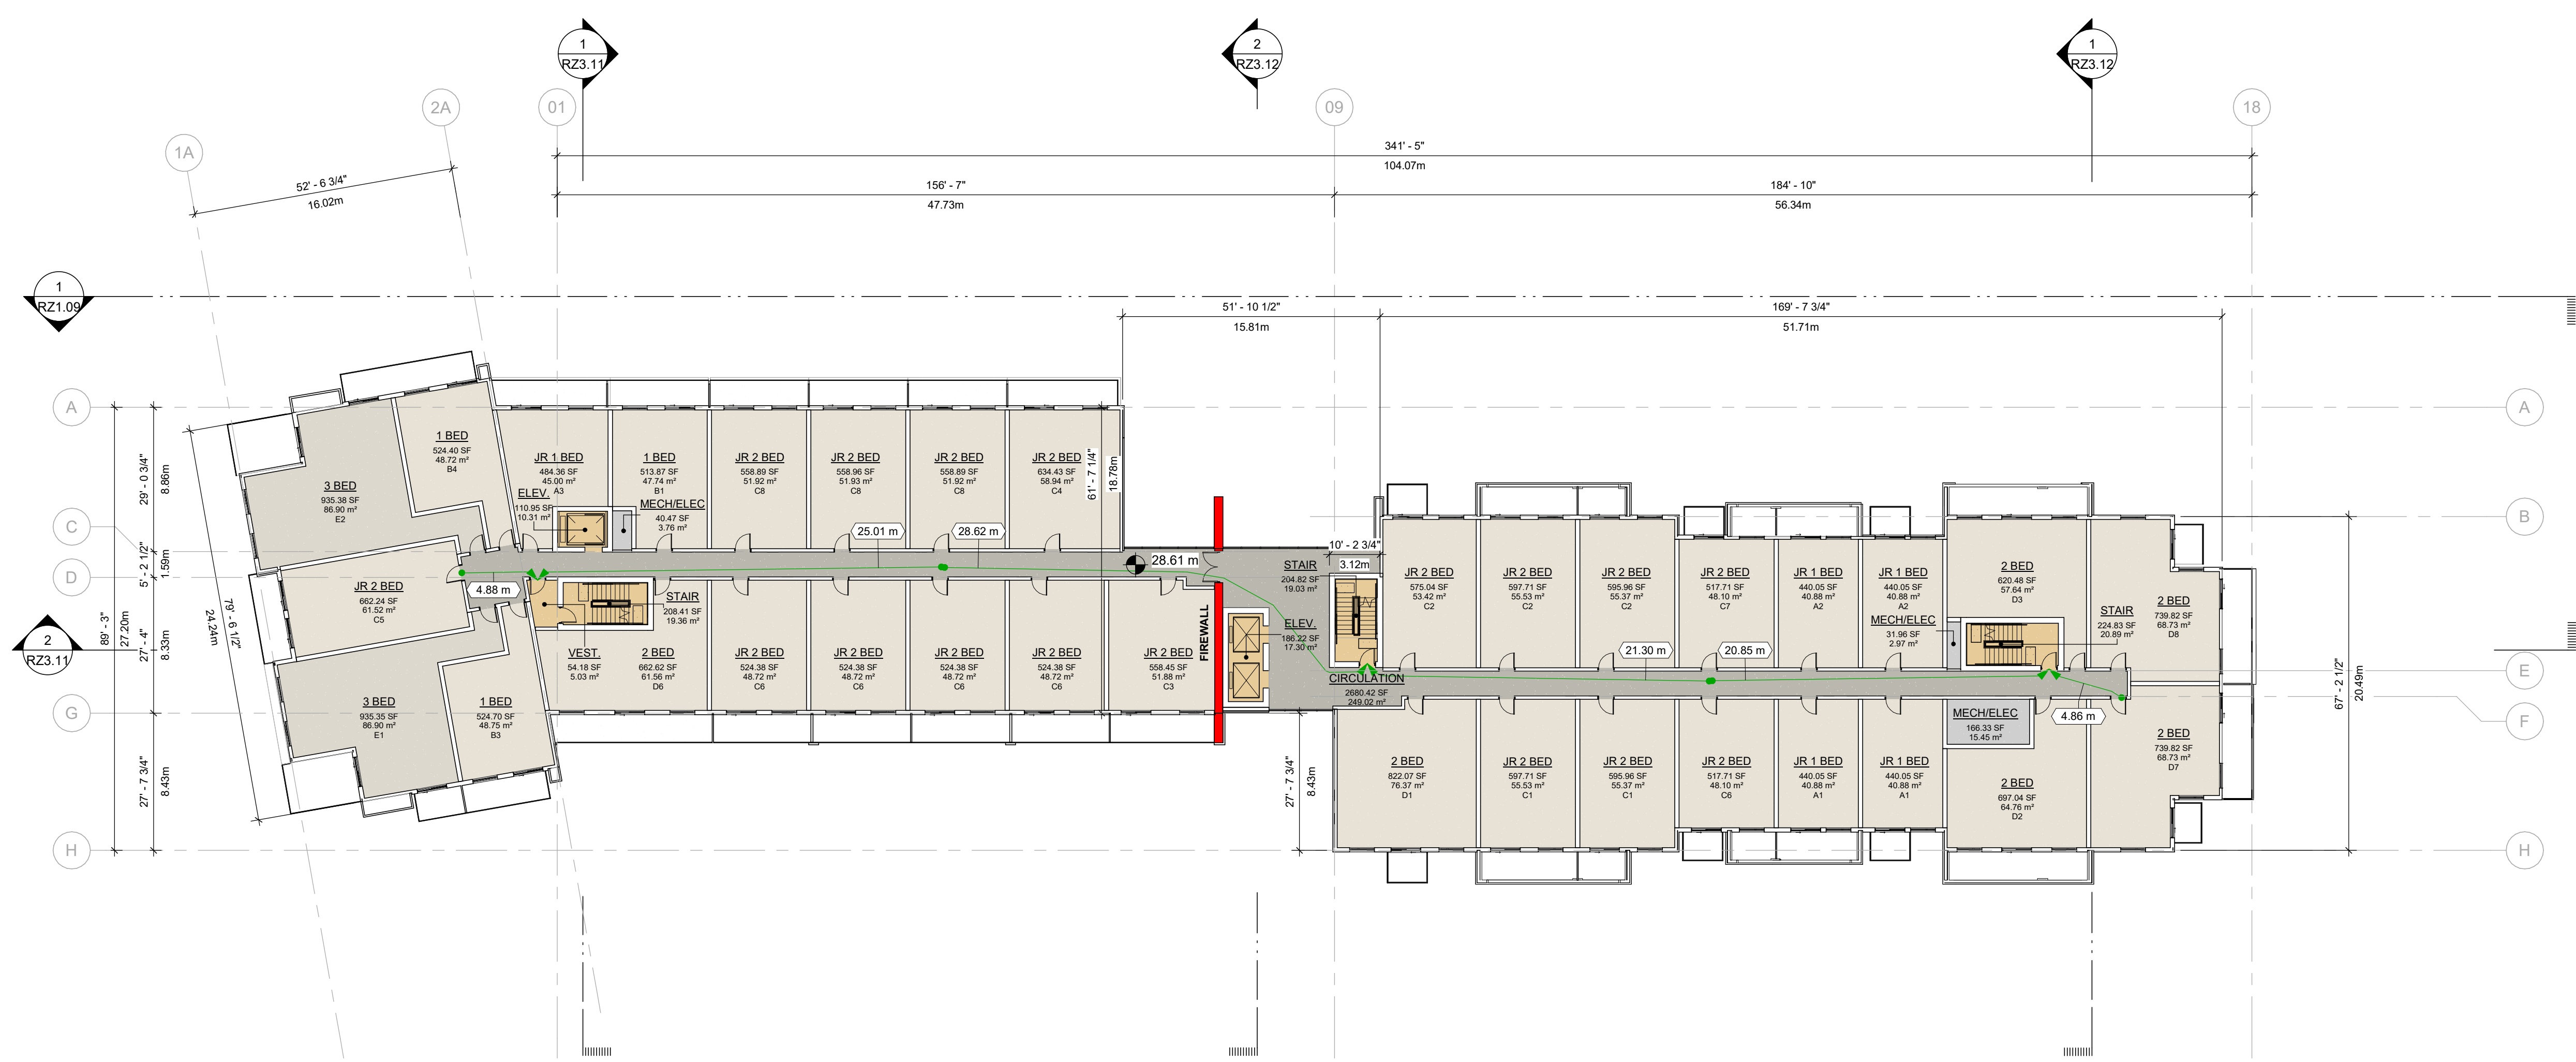 1
RZ3.11
2
RZ3.12
1
RZ3.12
1A
2A
01
09
18
341' - 5"
104.07m
52' - 6 3/4"
16.02m
156' - 7"
47.73m
184' - 10"
56.34m
1
RZ1.09
51' - 10 1/2"
15.81m
169' - 7 3/4"
51.71m
A
A
B
C
D
E
F
G
H
H
2
RZ3.11
89' - 3"
27.20m
29' - 0 3/4"
8.86m
5' - 2 1/2"
1.59m
27' - 4"
8.33m
27' - 7 3/4"
8.43m
79' - 6 1/2"
24.24m
1 BED
524.40 SF
48.72 m²
B4
3 BED
935.38 SF
86.90 m²
E2
JR 1 BED
484.36 SF
45.00 m²
A3
ELEV.
110.95 SF
10.31 m²
1 BED
513.87 SF
47.74 m²
B1
MECH/ELEC
40.47 SF
3.76 m²
JR 2 BED
558.89 SF
51.92 m²
C8
JR 2 BED
558.96 SF
51.93 m²
C8
JR 2 BED
558.89 SF
51.92 m²
C8
JR 2 BED
634.43 SF
58.94 m²
C4
61' - 7 1/4"
18.78m
25.01 m
28.62 m
28.61 m
4.88 m
JR 2 BED
662.24 SF
61.52 m²
C5
3 BED
935.35 SF
86.90 m²
E1
1 BED
524.70 SF
48.75 m²
B3
STAIR
208.41 SF
19.36 m²
VEST.
54.18 SF
5.03 m²
2 BED
662.62 SF
61.56 m²
D6
JR 2 BED
524.38 SF
48.72 m²
C6
JR 2 BED
524.38 SF
48.72 m²
C6
JR 2 BED
524.38 SF
48.72 m²
C6
JR 2 BED
524.38 SF
48.72 m²
C6
JR 2 BED
558.45 SF
51.88 m²
C3
FIREWALL
10' - 2 3/4"
3.12m
STAIR
204.82 SF
19.03 m²
ELEV.
186.22 SF
17.30 m²
CIRCULATION
2680.42 SF
249.02 m²
27' - 7 3/4"
8.43m
JR 2 BED
575.04 SF
53.42 m²
C2
JR 2 BED
597.71 SF
55.53 m²
C2
JR 2 BED
595.96 SF
55.37 m²
C2
JR 2 BED
517.71 SF
48.10 m²
C7
JR 1 BED
440.05 SF
40.88 m²
A2
JR 1 BED
440.05 SF
40.88 m²
A2
MECH/ELEC
31.96 SF
2.97 m²
2 BED
620.48 SF
57.64 m²
D3
STAIR
224.83 SF
20.89 m²
2 BED
739.82 SF
68.73 m²
D8
21.30 m
20.85 m
4.86 m
2 BED
822.07 SF
76.37 m²
D1
JR 2 BED
597.71 SF
55.53 m²
C1
JR 2 BED
595.96 SF
55.37 m²
C1
JR 2 BED
517.71 SF
48.10 m²
C6
JR 1 BED
440.05 SF
40.88 m²
A1
JR 1 BED
440.05 SF
40.88 m²
A1
MECH/ELEC
166.33 SF
15.45 m²
2 BED
697.04 SF
64.76 m²
D2
2 BED
739.82 SF
68.73 m²
D7
67' - 2 1/2"
20.49m